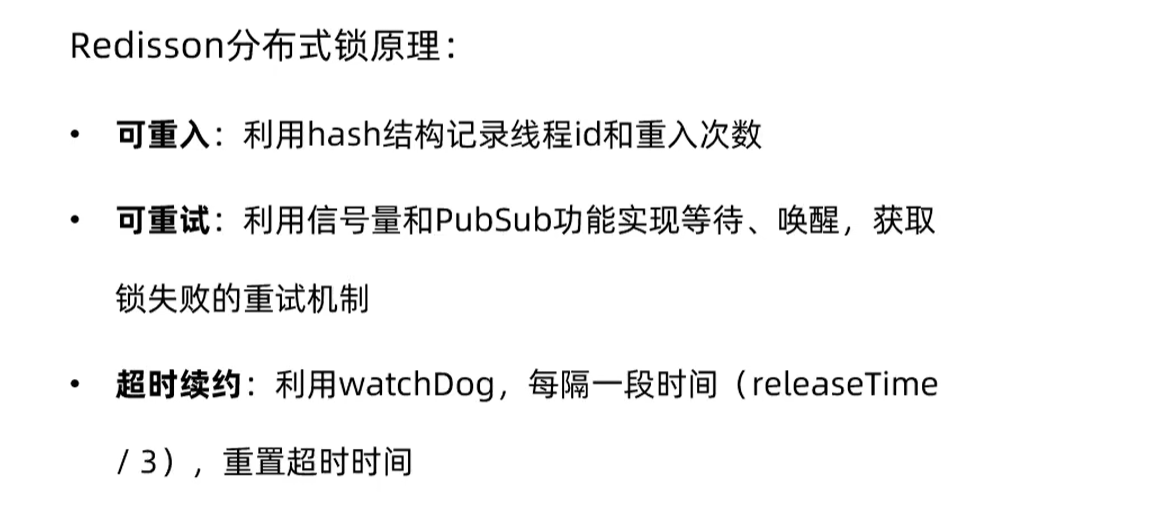 Redisson分布式锁原理：
• 可重入：利用hash结构记录线程id和重入次数
• 可重试：利用信号量和PubSub功能实现等待、唤醒，获取
锁失败的重试机制
• 超时续约：利用watchDog，每隔一段时间（releaseTime
/ 3），重置超时时间